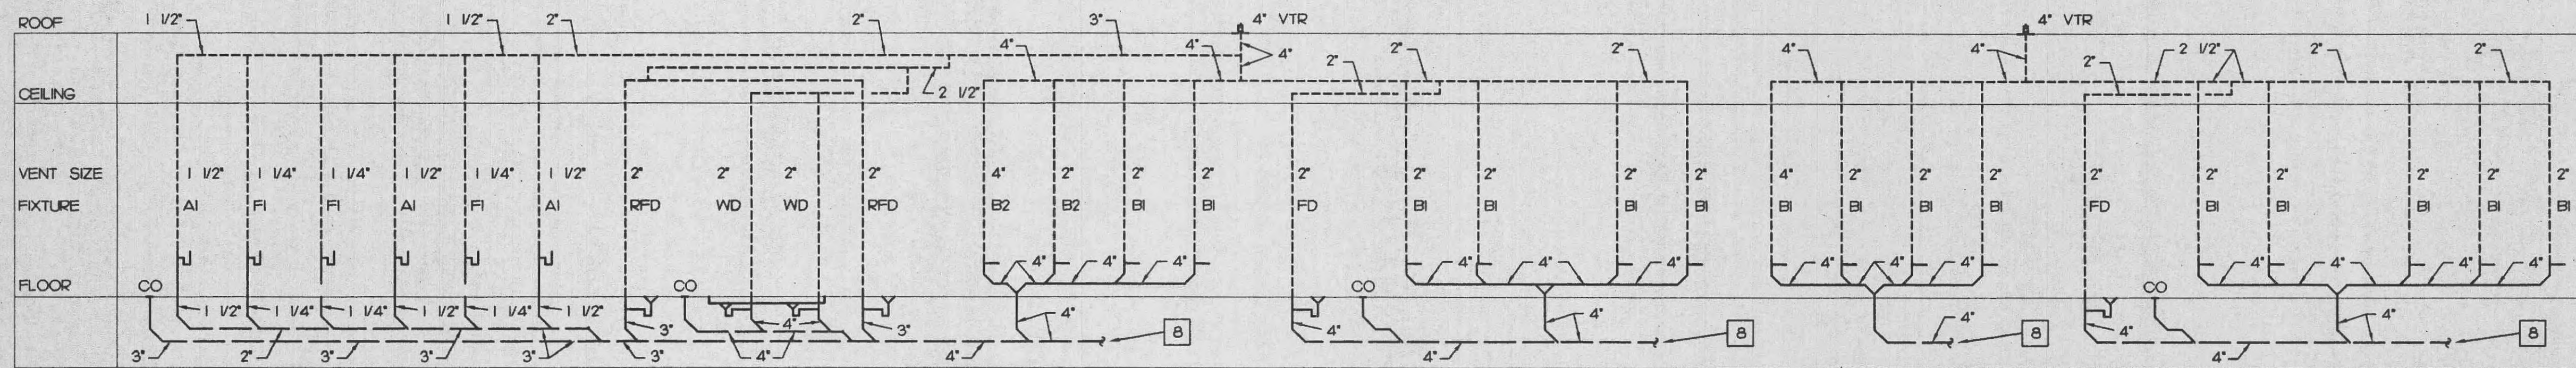 ROOF 1 1/2" 1 1/2" 2" 2" 3" 4" VTR 4" VTR
4" 4" 4" 2" 2" 2" 4" 4" 2" 2 1/2" 2" 2"
CEILING 2 1/2"
VENT SIZE 1 1/2" 1 1/4" 1 1/4" 1 1/2" 1 1/4" 1 1/2" 2" 2" 2" 2" 4" 2" 2" 2" 2" 2" 2" 2" 2" 4" 2" 2" 2" 2" 2" 2" 2" 2" 2"
FIXTURE A1 F1 F1 A1 F1 A1 RFD WD WD RFD B2 B2 B1 B1 FD B1 B1 B1 B1 B1 B1 B1 B1 FD B1 B1 B1 B1 B1
4" 4" 4" 4" 4" 4" 4" 4" 4" 4" 4" 4" 4"
FLOOR CO CO CO CO
1 1/2" 1 1/4" 1 1/4" 1 1/2" 1 1/4" 1 1/2" 3" 4" 3" 4" 8 4" 4" 8 4" 8 4" 4" 8
3" 2" 3" 3" 3" 3" 4" 4" 4" 4"